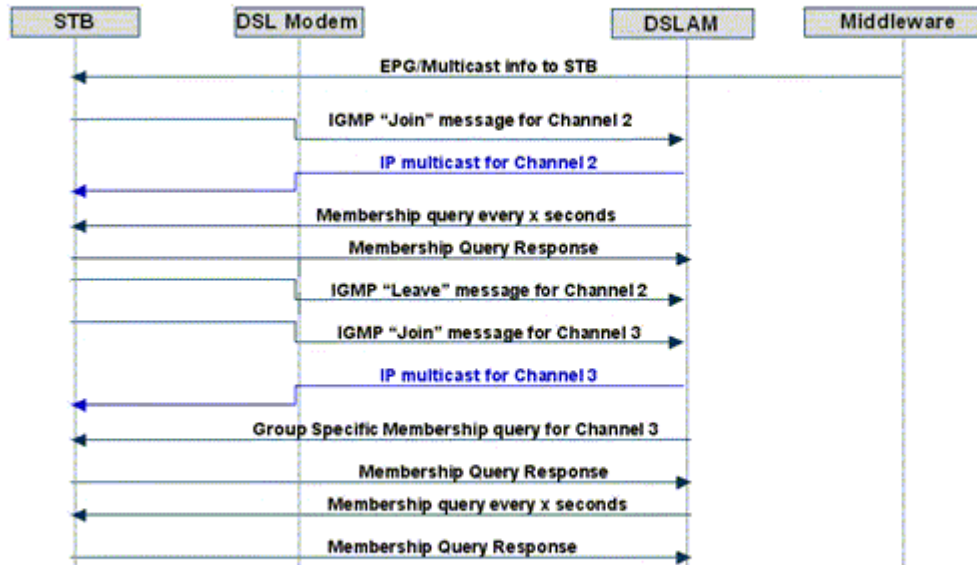 STB
DSL Modem
DSLAM
Middleware
EPG/Multicast info to STB
IGMP “Join” message for Channel 2
IP multicast for Channel 2
Membership query every x seconds
Membership Query Response
IGMP “Leave” message for Channel 2
IGMP “Join” message for Channel 3
IP multicast for Channel 3
Group Specific Membership query for Channel 3
Membership Query Response
Membership query every x seconds
Membership Query Response